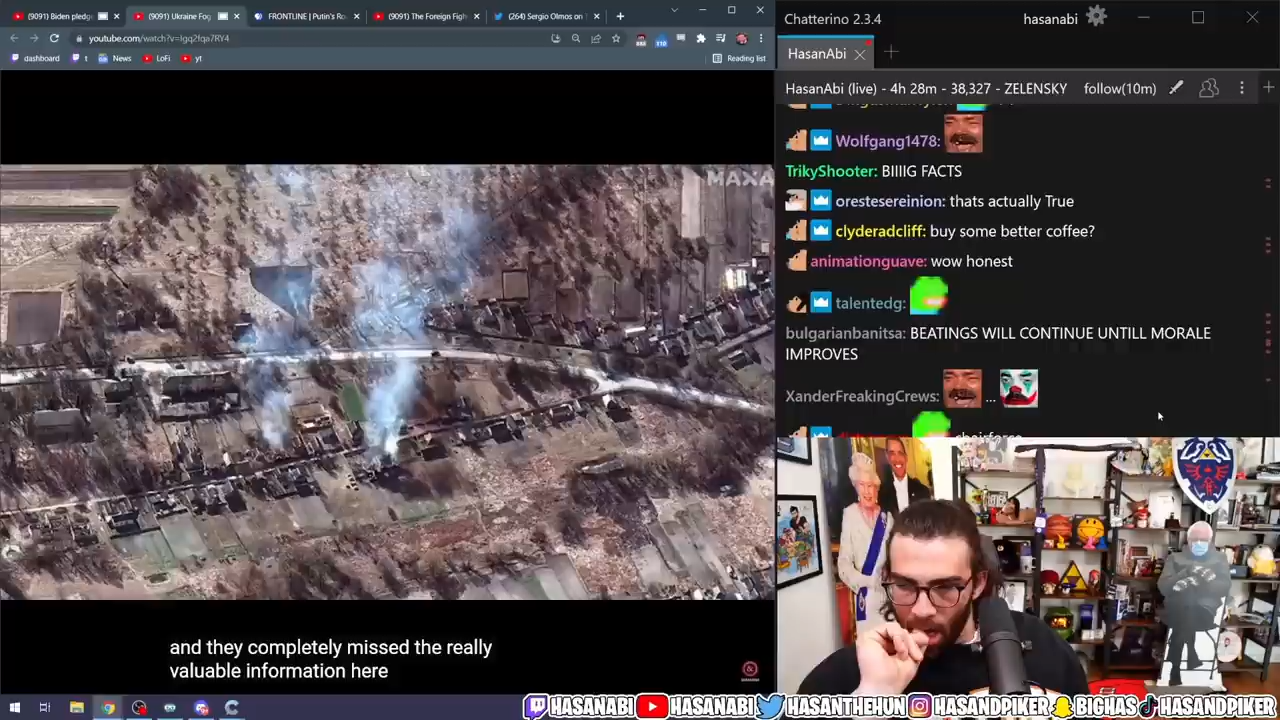 (9091) Biden pledg
(9091) Ukraine Fog
FRONTLINE | Putin's Ro
(9091) The Foreign Figh
(264) Sergio Olmos on
youtube.com/watch?v=Igq2fqa7RY4
dashboard
t
News
LoFi
yt
Reading list
MAXA
and they completely missed the really
valuable information here
Chatterino 2.3.4
hasanabi
HasanAbi
HasanAbi (live) - 4h 28m - 38,327 - ZELENSKY
follow(10m)
Wolfgang1478:
TrikyShooter: BIIIIG FACTS
orestesereinion: thats actually True
clyderadcliff: buy some better coffee?
animationguave: wow honest
talentedg:
bulgarianbanitsa: BEATINGS WILL CONTINUE UNTILL MORALE
IMPROVES
XanderFreakingCrews: ...
HASANABI HASANABI HASANTHEHUN HASANDPIKER BIGHAS HASANDPIKER